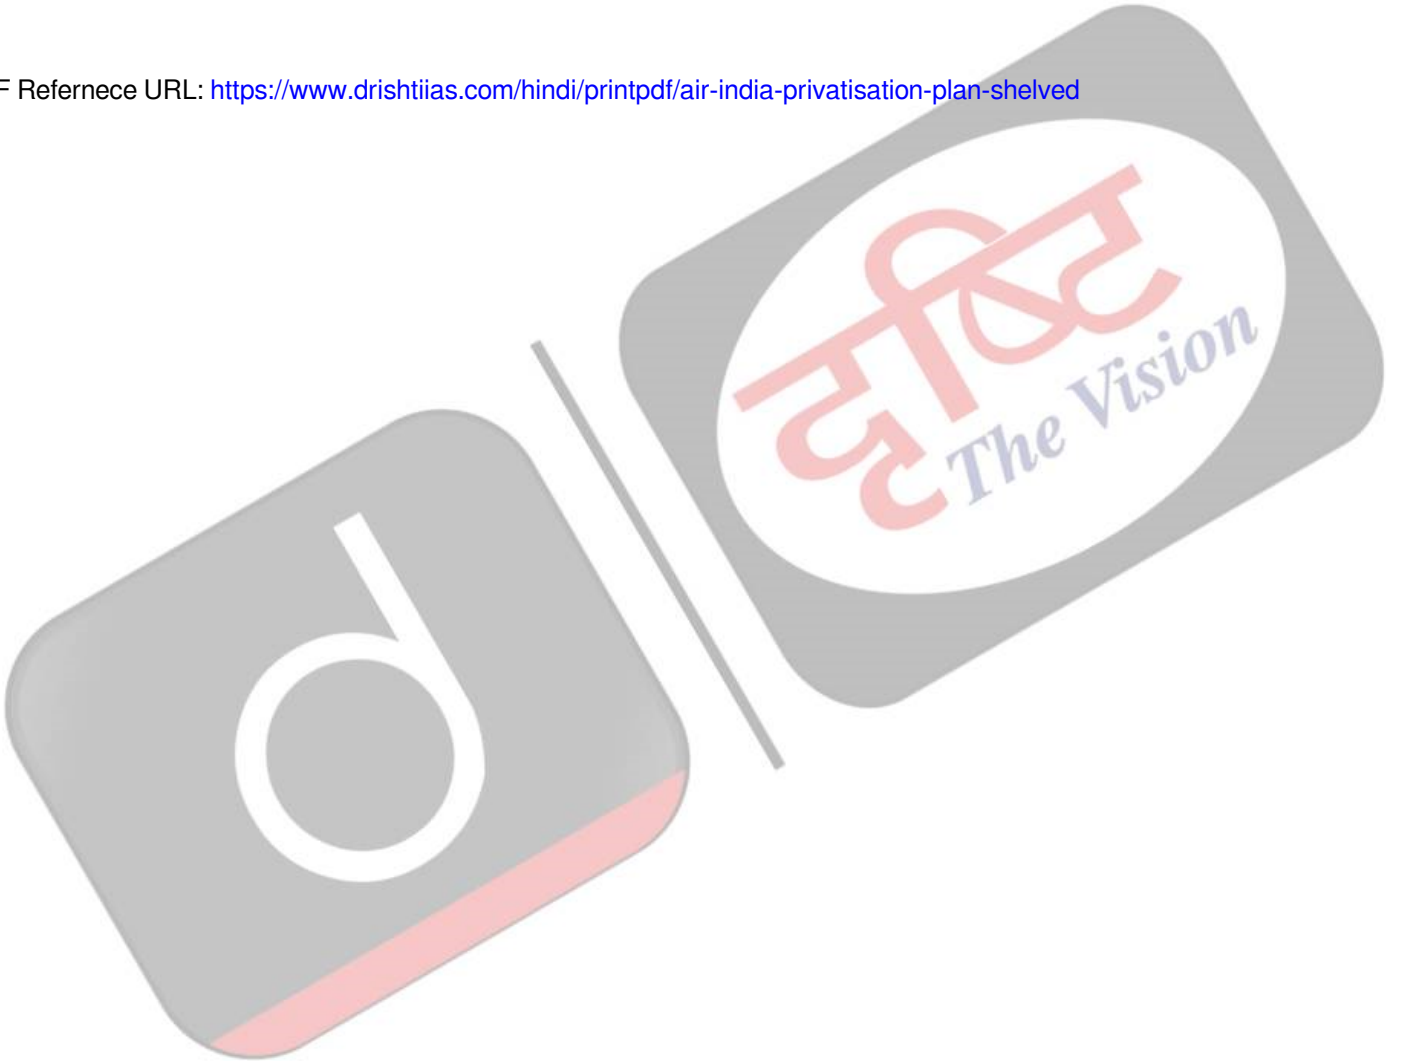 F Refernece URL: https://www.drishtiias.com/hindi/printpdf/air-india-privatisation-plan-shelved
दृष्टि
The Vision
d